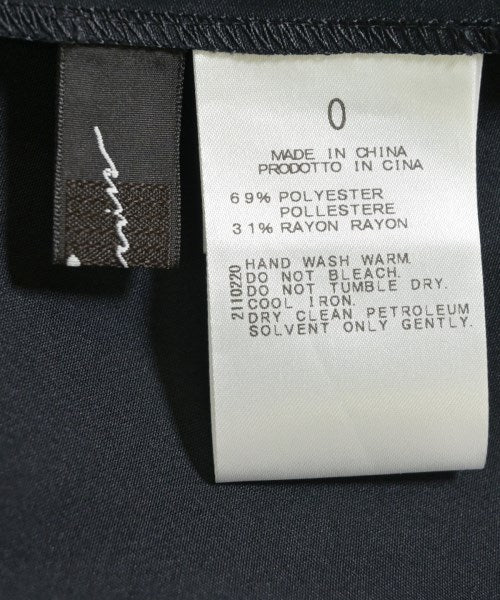 0
MADE IN CHINA
PRODOTTO IN CINA
69% POLYESTER
POLLESTERE
31% RAYON RAYON
2110220
HAND WASH WARM.
DO NOT BLEACH.
DO NOT TUMBLE DRY.
COOL IRON.
DRY CLEAN PETROLEUM
SOLVENT ONLY GENTLY.